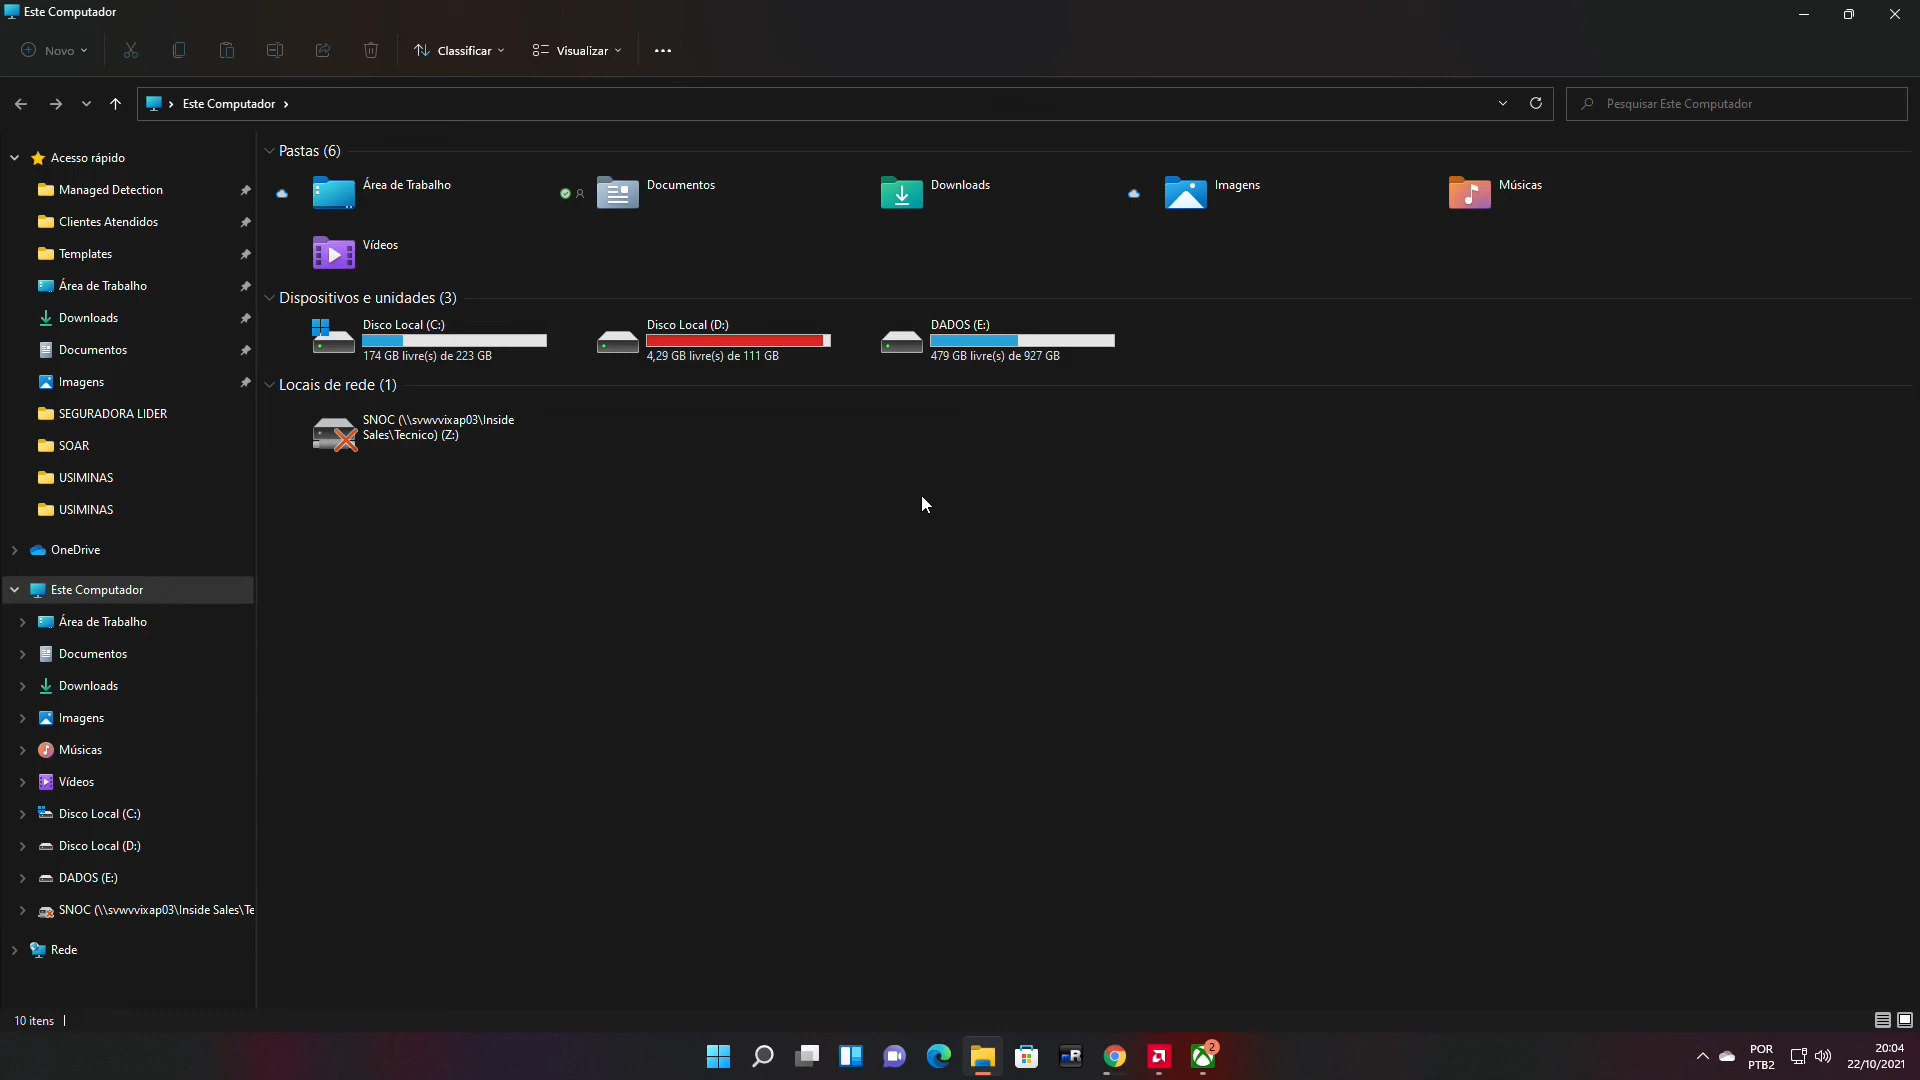 Este Computador
Novo
Classificar
Visualizar
Este Computador
Pesquisar Este Computador
Acesso rápido
Managed Detection
Clientes Atendidos
Templates
Área de Trabalho
Downloads
Documentos
Imagens
SEGURADORA LIDER
SOAR
USIMINAS
USIMINAS
OneDrive
Este Computador
Área de Trabalho
Documentos
Downloads
Imagens
Músicas
Vídeos
Disco Local (C:)
Disco Local (D:)
DADOS (E:)
SNOC (\\svwvvixap03\Inside Sales\Te
Rede
Pastas (6)
Área de Trabalho
Documentos
Downloads
Imagens
Músicas
Vídeos
Dispositivos e unidades (3)
Disco Local (C:)
174 GB livre(s) de 223 GB
Disco Local (D:)
4,29 GB livre(s) de 111 GB
DADOS (E:)
479 GB livre(s) de 927 GB
Locais de rede (1)
SNOC (\\svwvvixap03\Inside
Sales\Tecnico) (Z:)
10 itens
nR
2
POR
PTB2
20:04
22/10/2021